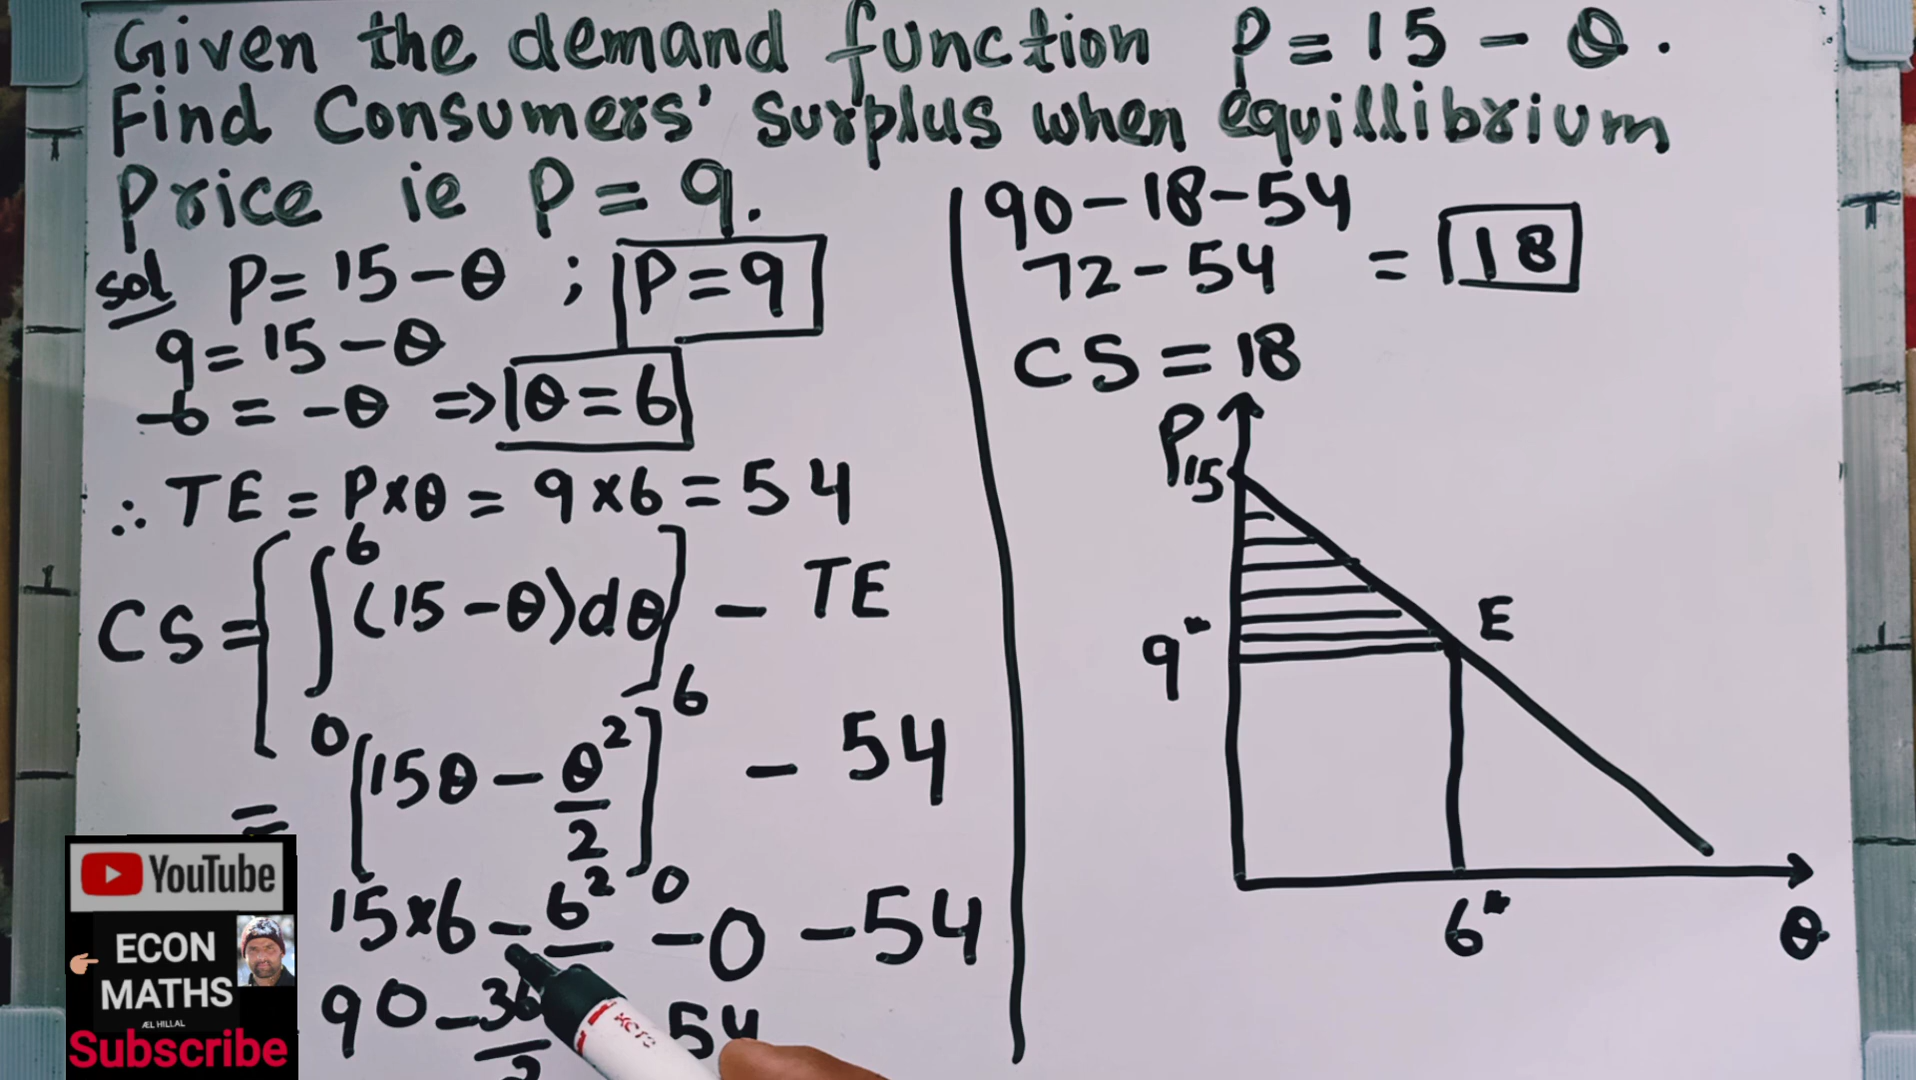 Given the demand function P = 15 - Q.
Find Consumers' Surplus when equillibrium
Price ie P = 9.
Sol P = 15 - Q ; P = 9
9 = 15 - Q
-6 = -Q ⇒ Q = 6
∴ TE = P×Q = 9×6 = 54
CS = [∫₀⁶ (15 - Q)dQ] - TE
= [15Q - Q²/2]₀⁶ - 54
15×6 - 6²/ - 0 - 54
90 - 36/2 54
90 - 18 - 54
72 - 54 = 18
CS = 18
P
15
9*
E
6*
Q
YouTube
ECON
MATHS
ÆL HILLAL
Subscribe